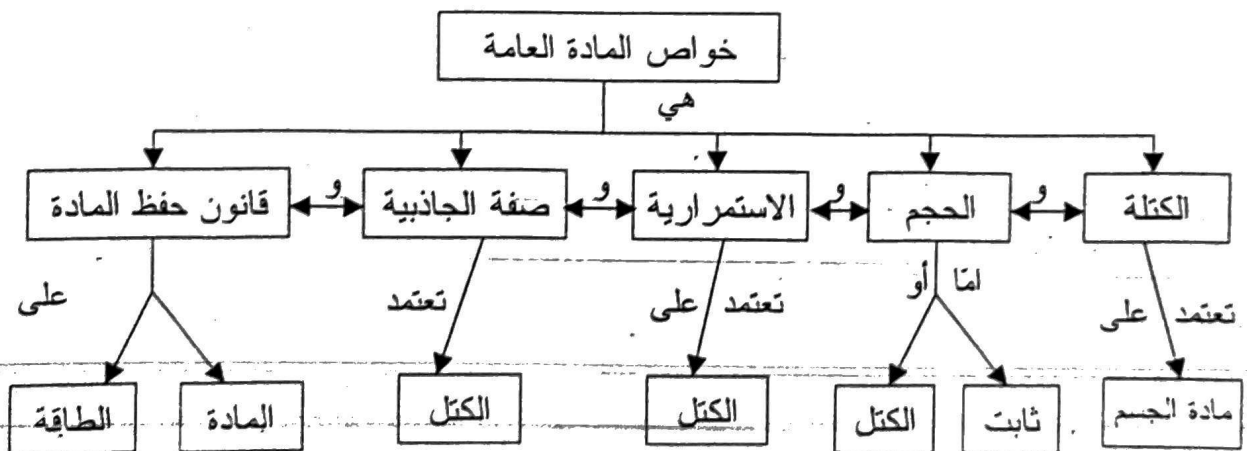 خواص المادة العامة
هي
الكتلة و الحجم و الاستمرارية و صفة الجاذبية و قانون حفظ المادة
تعتمد على امّا أو تعتمد على تعتمد على
مادة الجسم ثابت الكتل الكتل الكتل المادة الطاقة